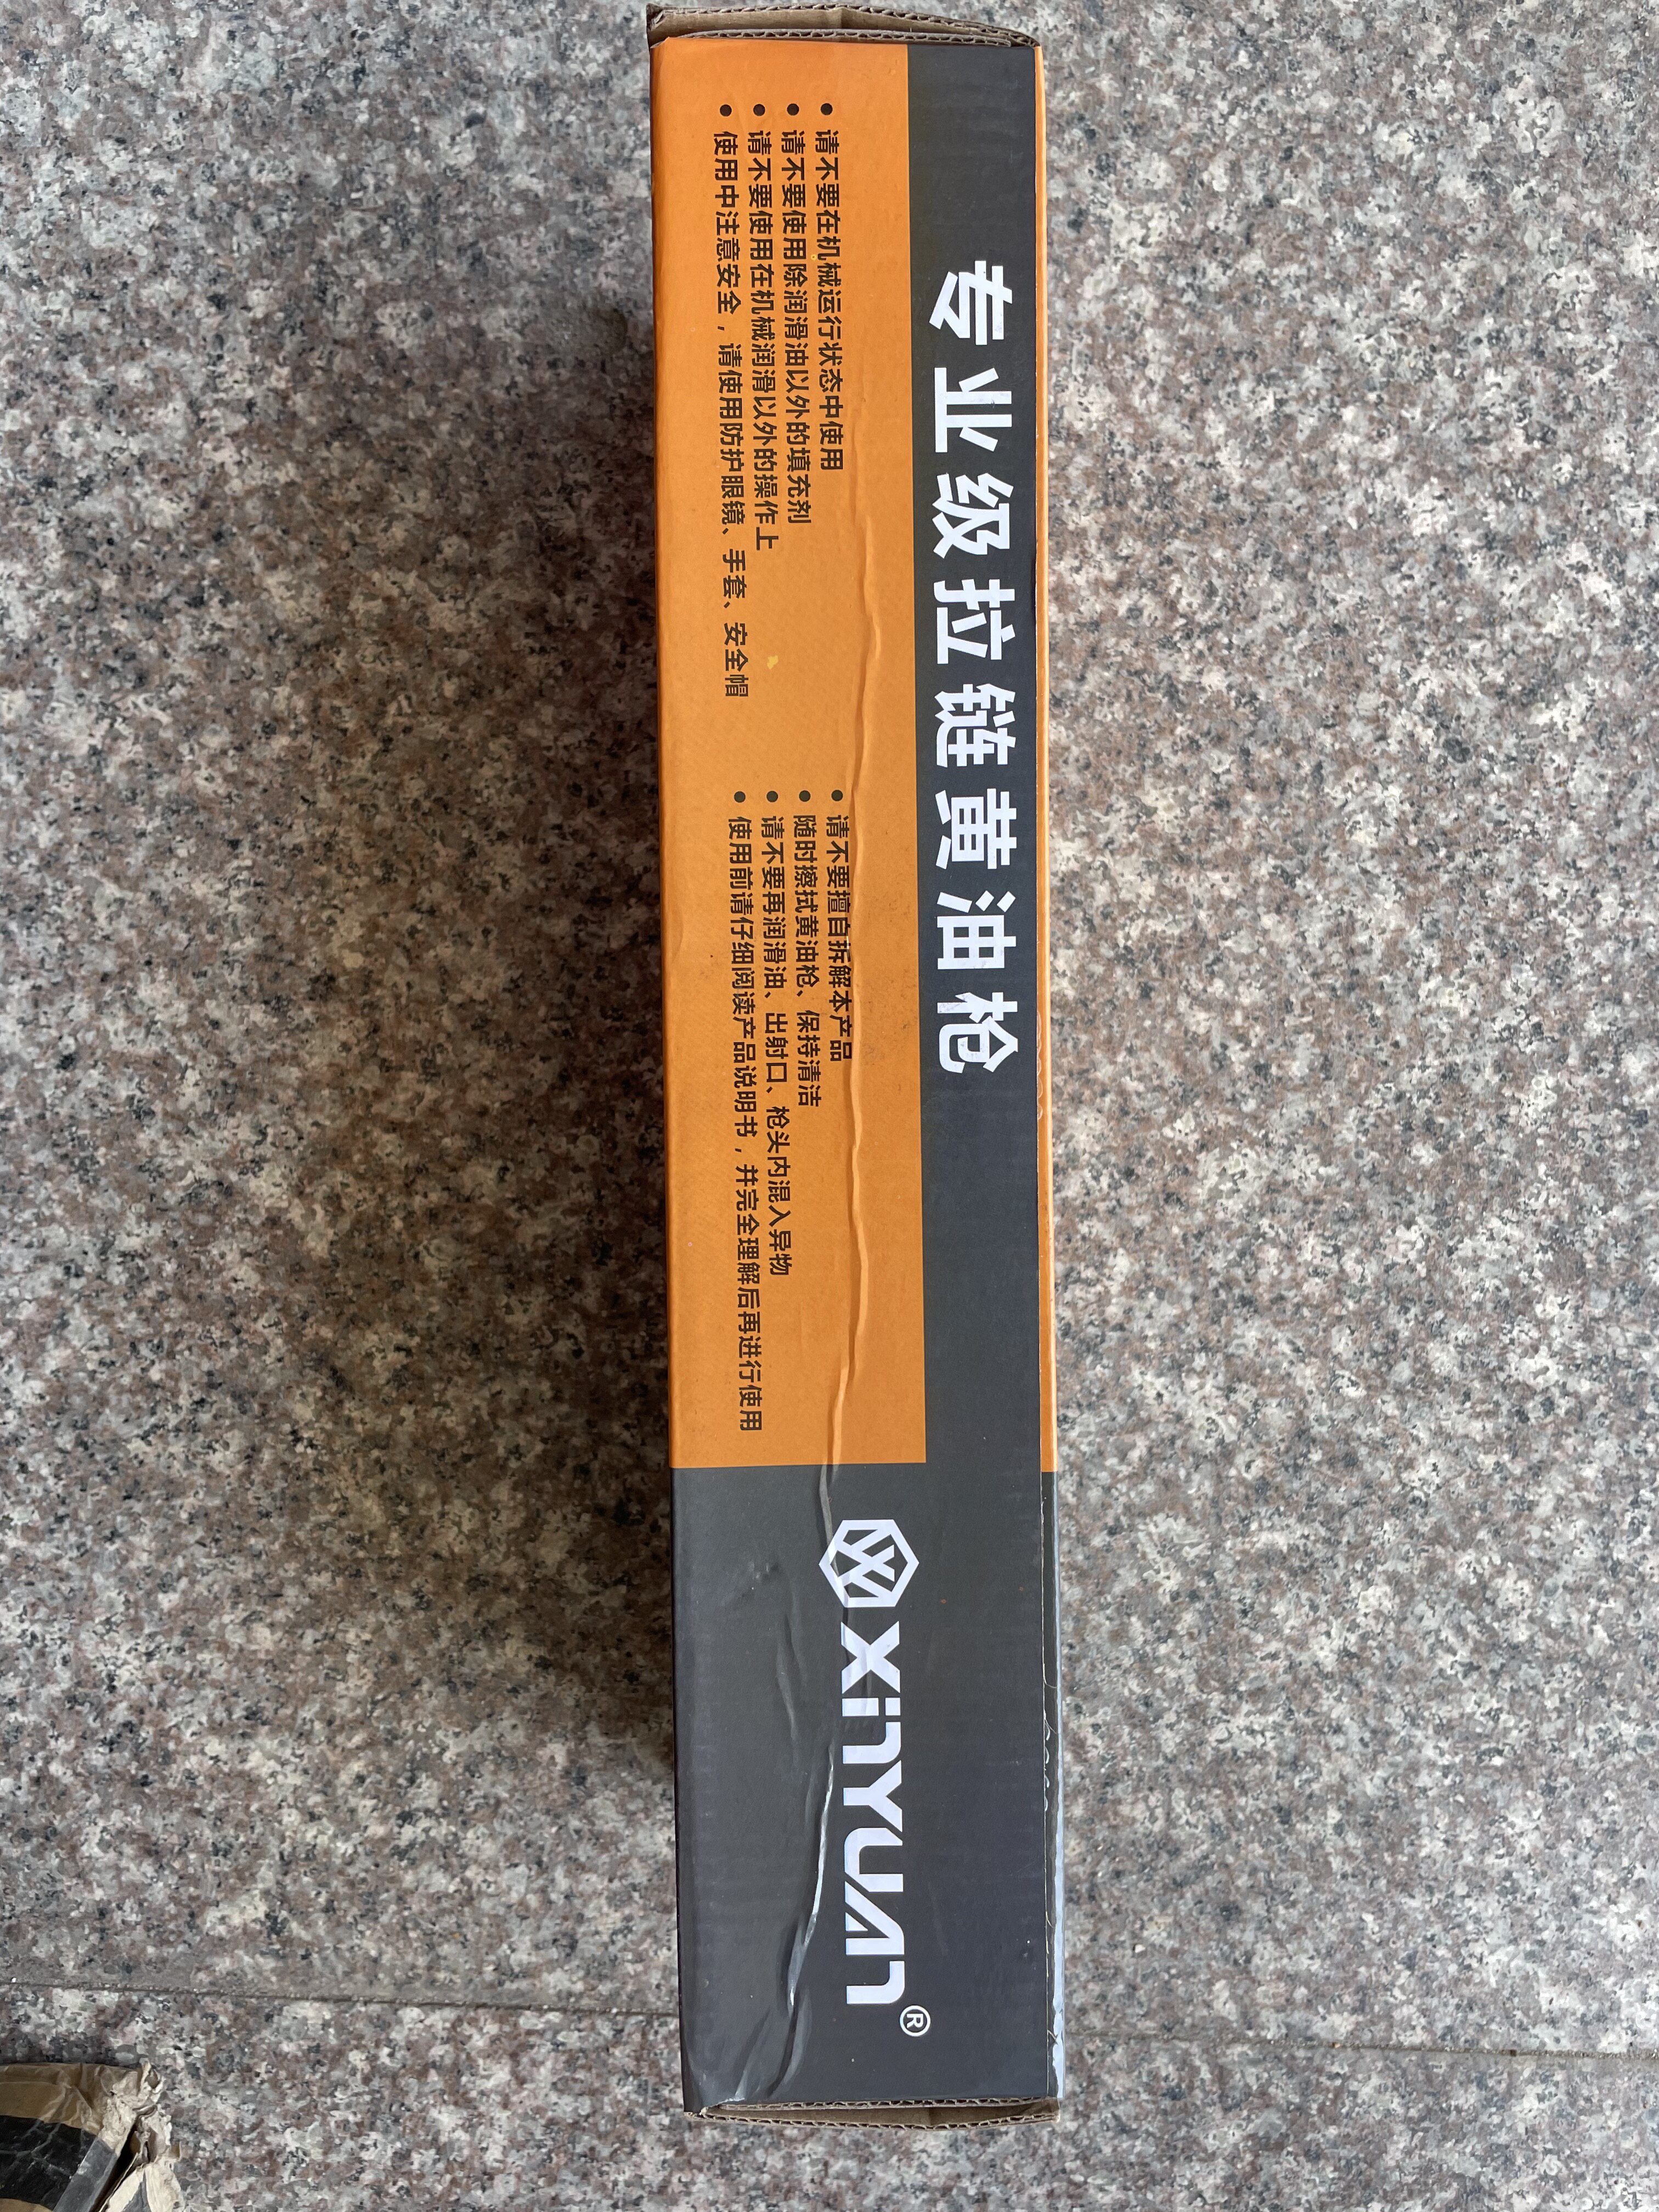 专业级拉链黄油枪
● 请不要在机械运行状态中使用
● 请不要使用除润滑油以外的填充剂
● 请不要使用在机械润滑以外的操作上
● 使用中注意安全，请使用防护眼镜、手套、安全帽
● 请不要擅自拆解本产品
● 随时擦拭黄油枪、保持清洁
● 请不要再润滑油、出射口、枪头内混入异物
● 使用前请仔细阅读产品说明书，并完全理解后再进行使用
XINYUAN®